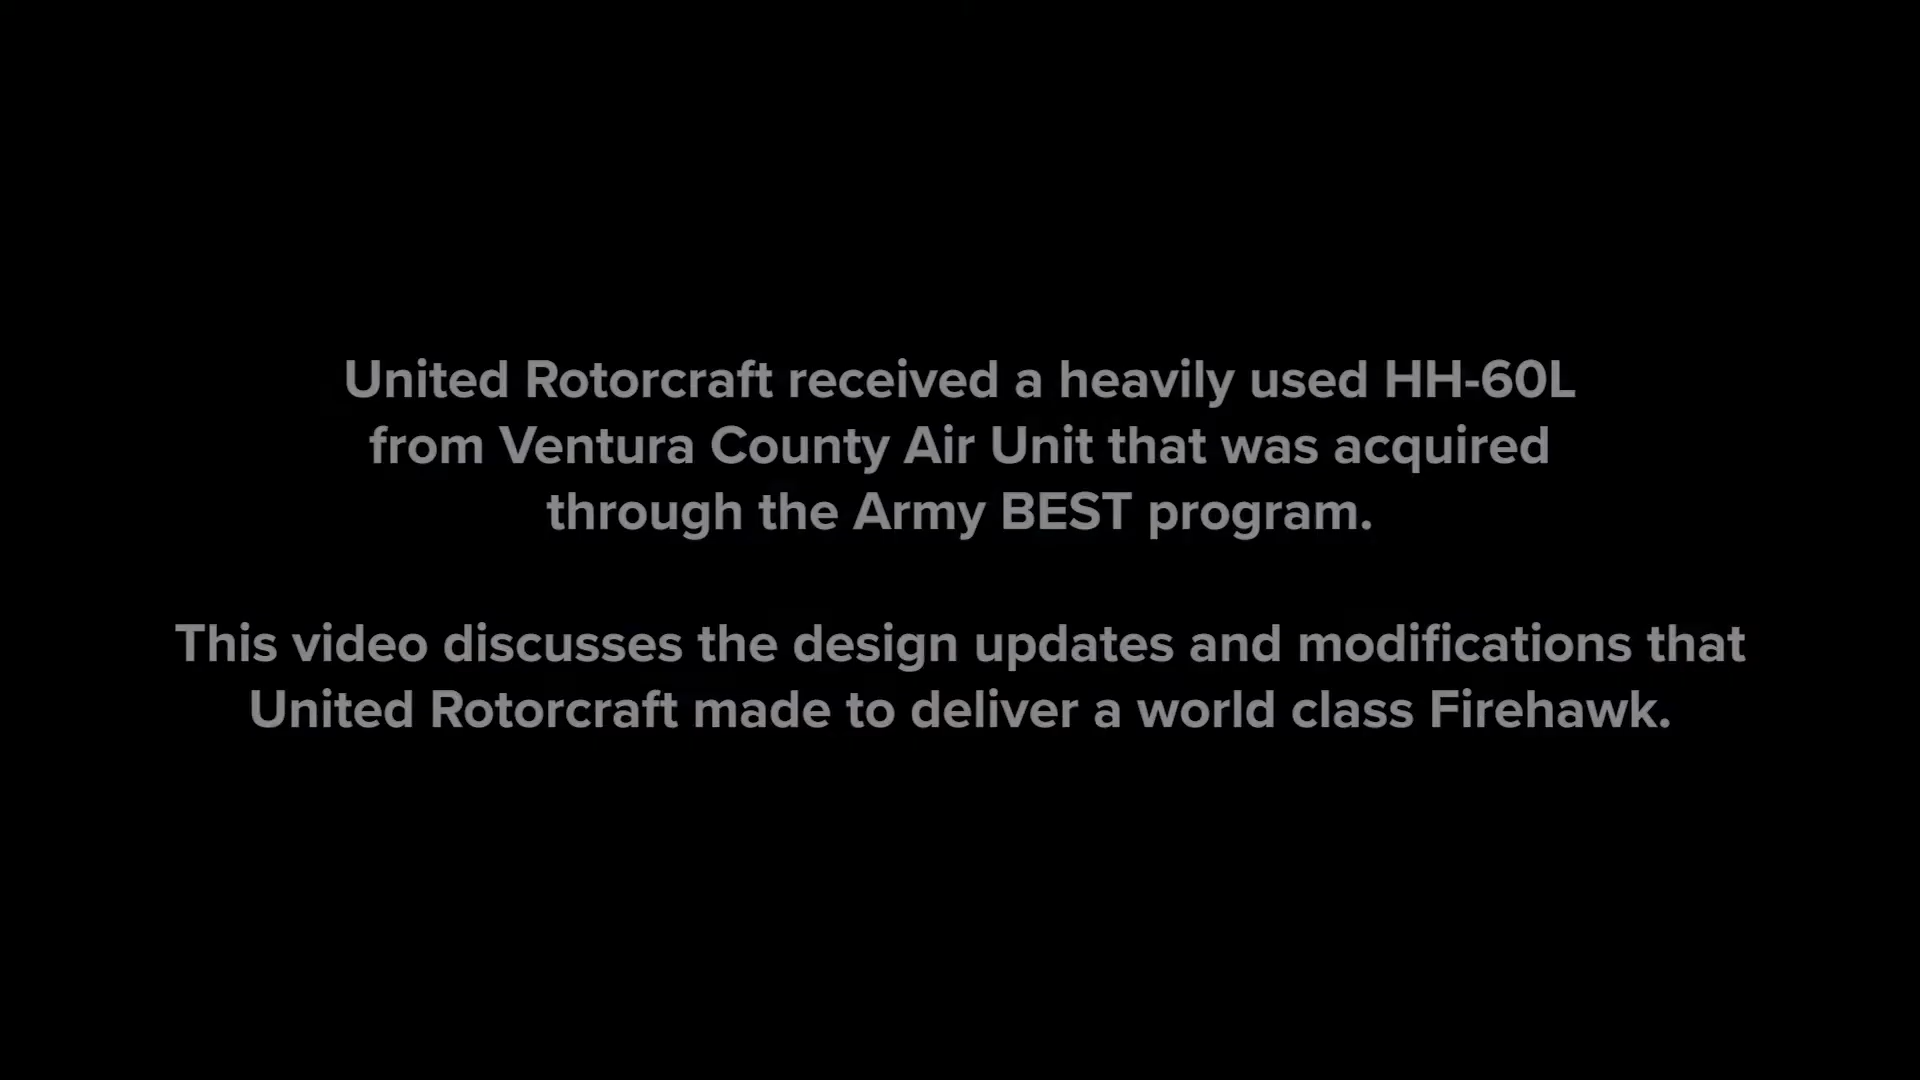 United Rotorcraft received a heavily used HH-60L
from Ventura County Air Unit that was acquired
through the Army BEST program.
This video discusses the design updates and modifications that
United Rotorcraft made to deliver a world class Firehawk.